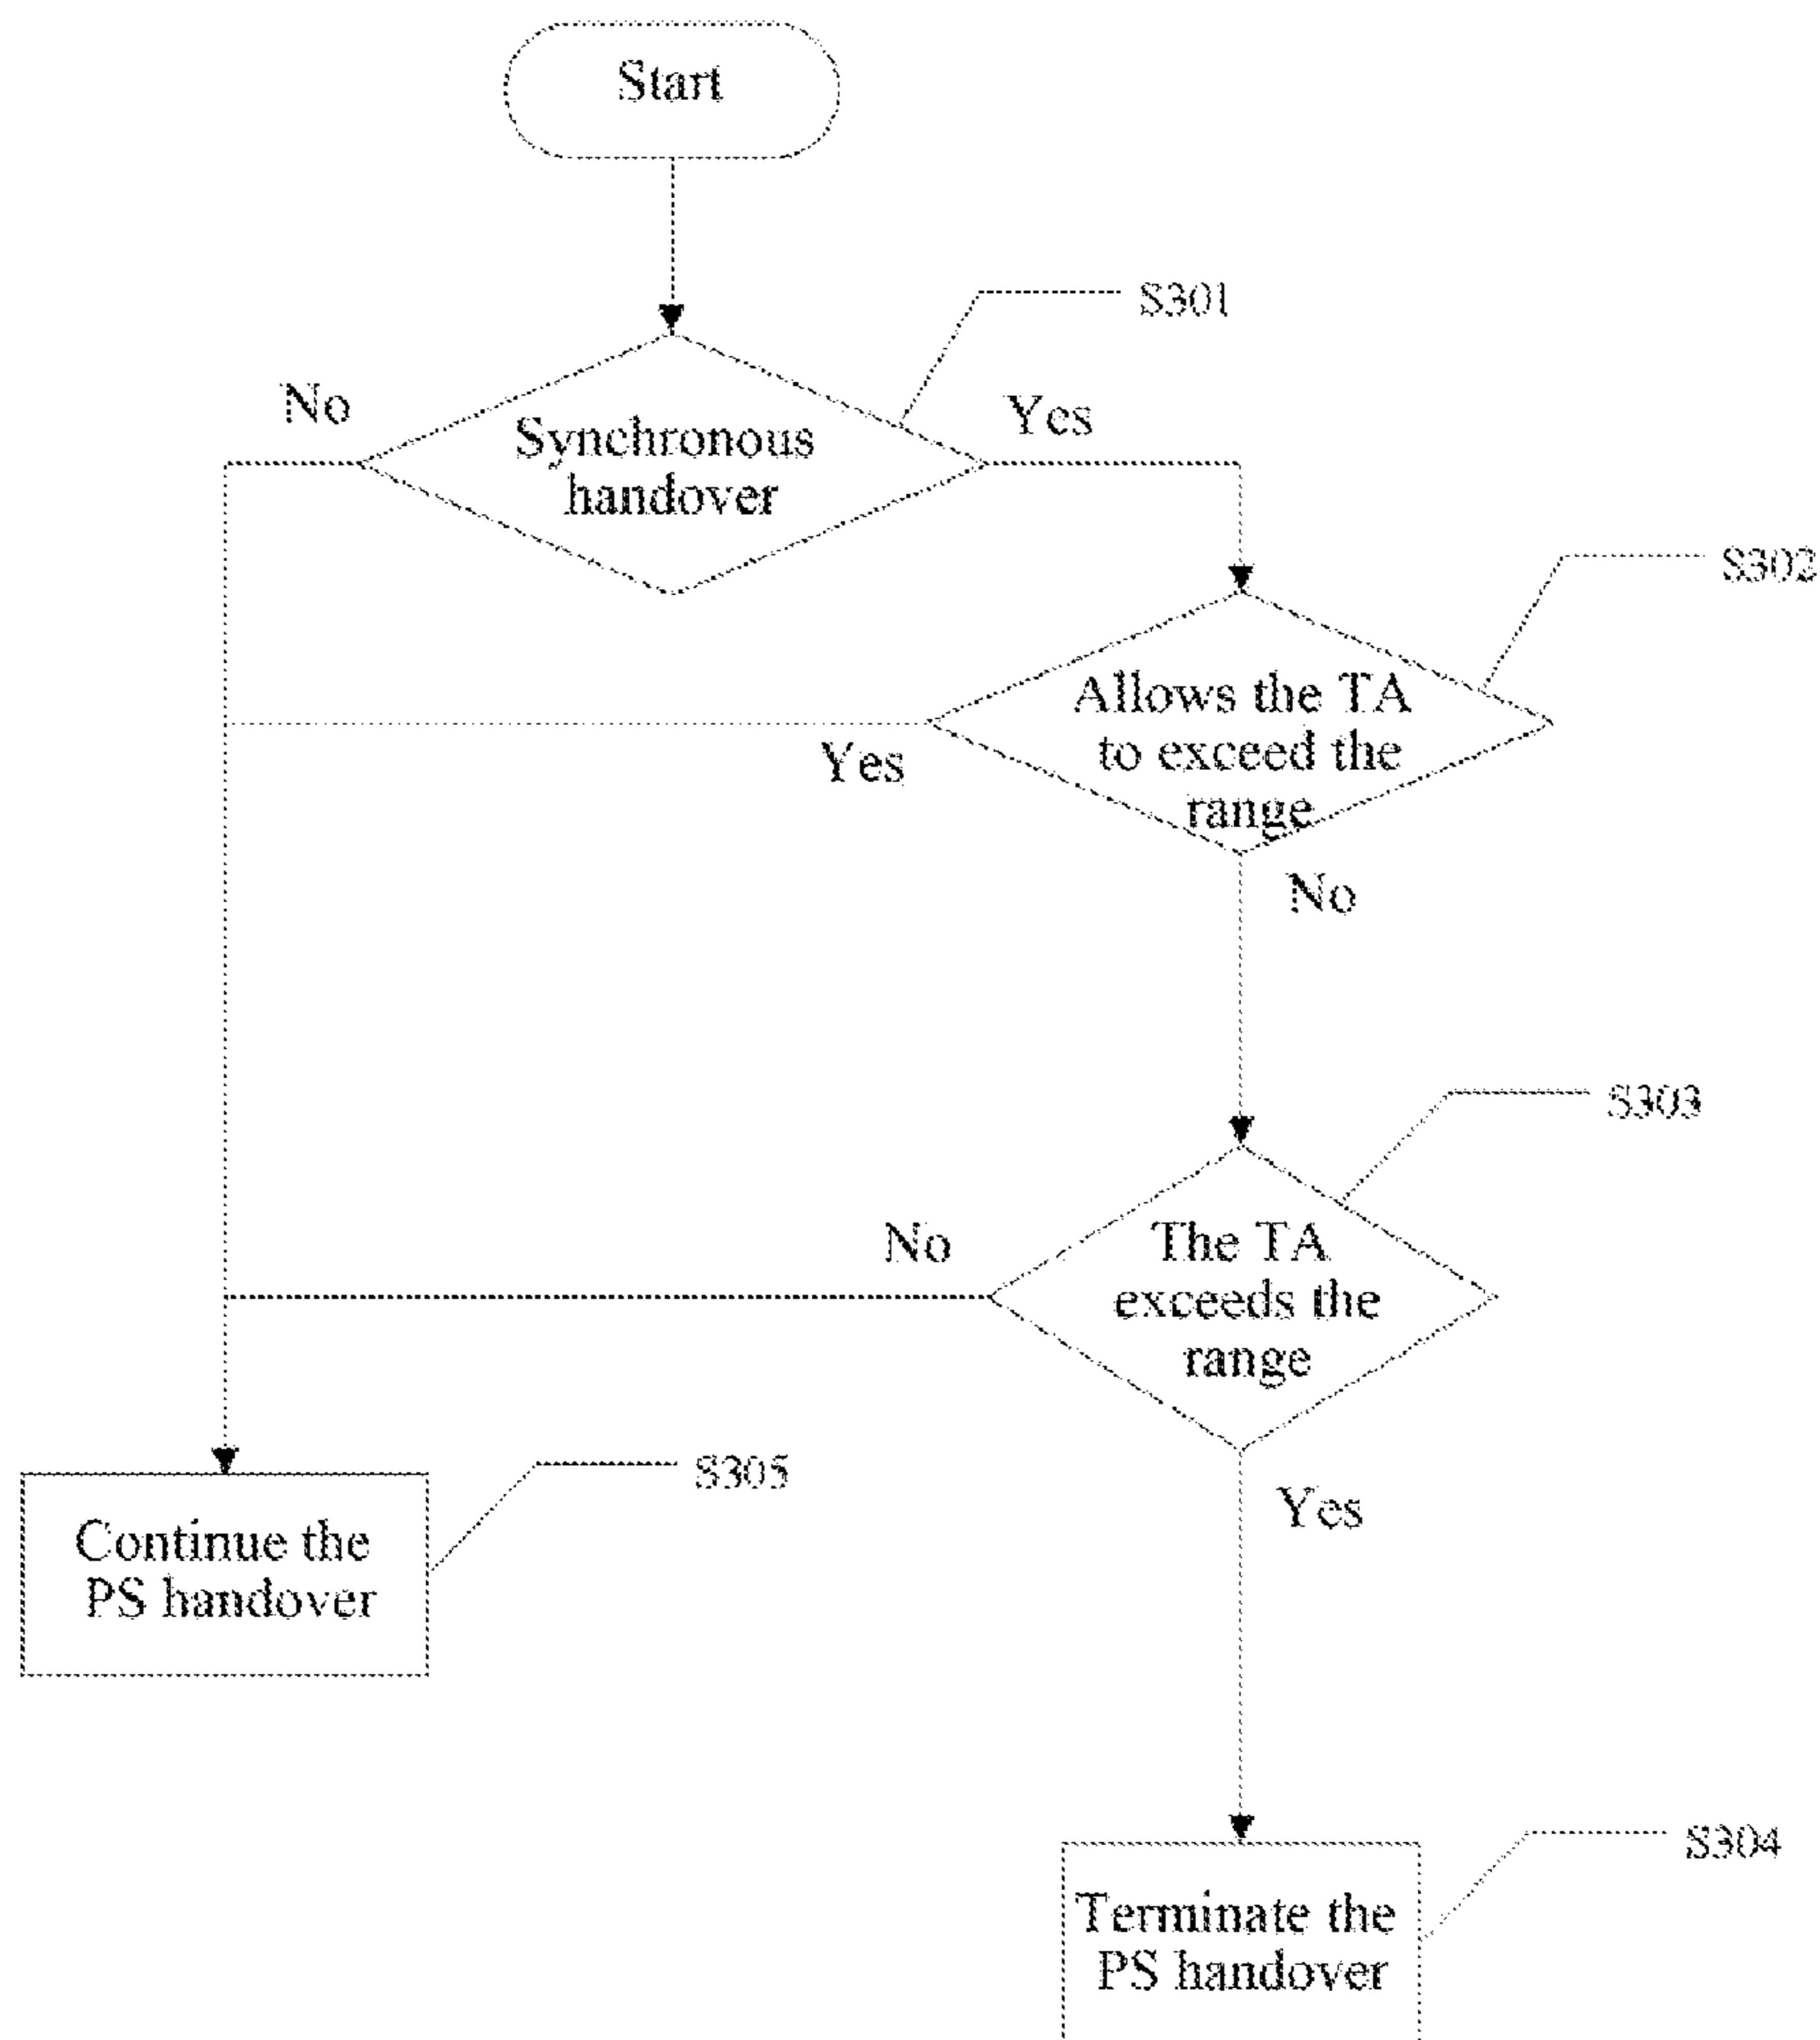 Start
S301
No
Yes
Synchronous
handover
S302
Allows the TA
to exceed the
range
Yes
No
S303
No
The TA
exceeds the
range
S305
Yes
Continue the
PS handover
S304
Terminate the
PS handover